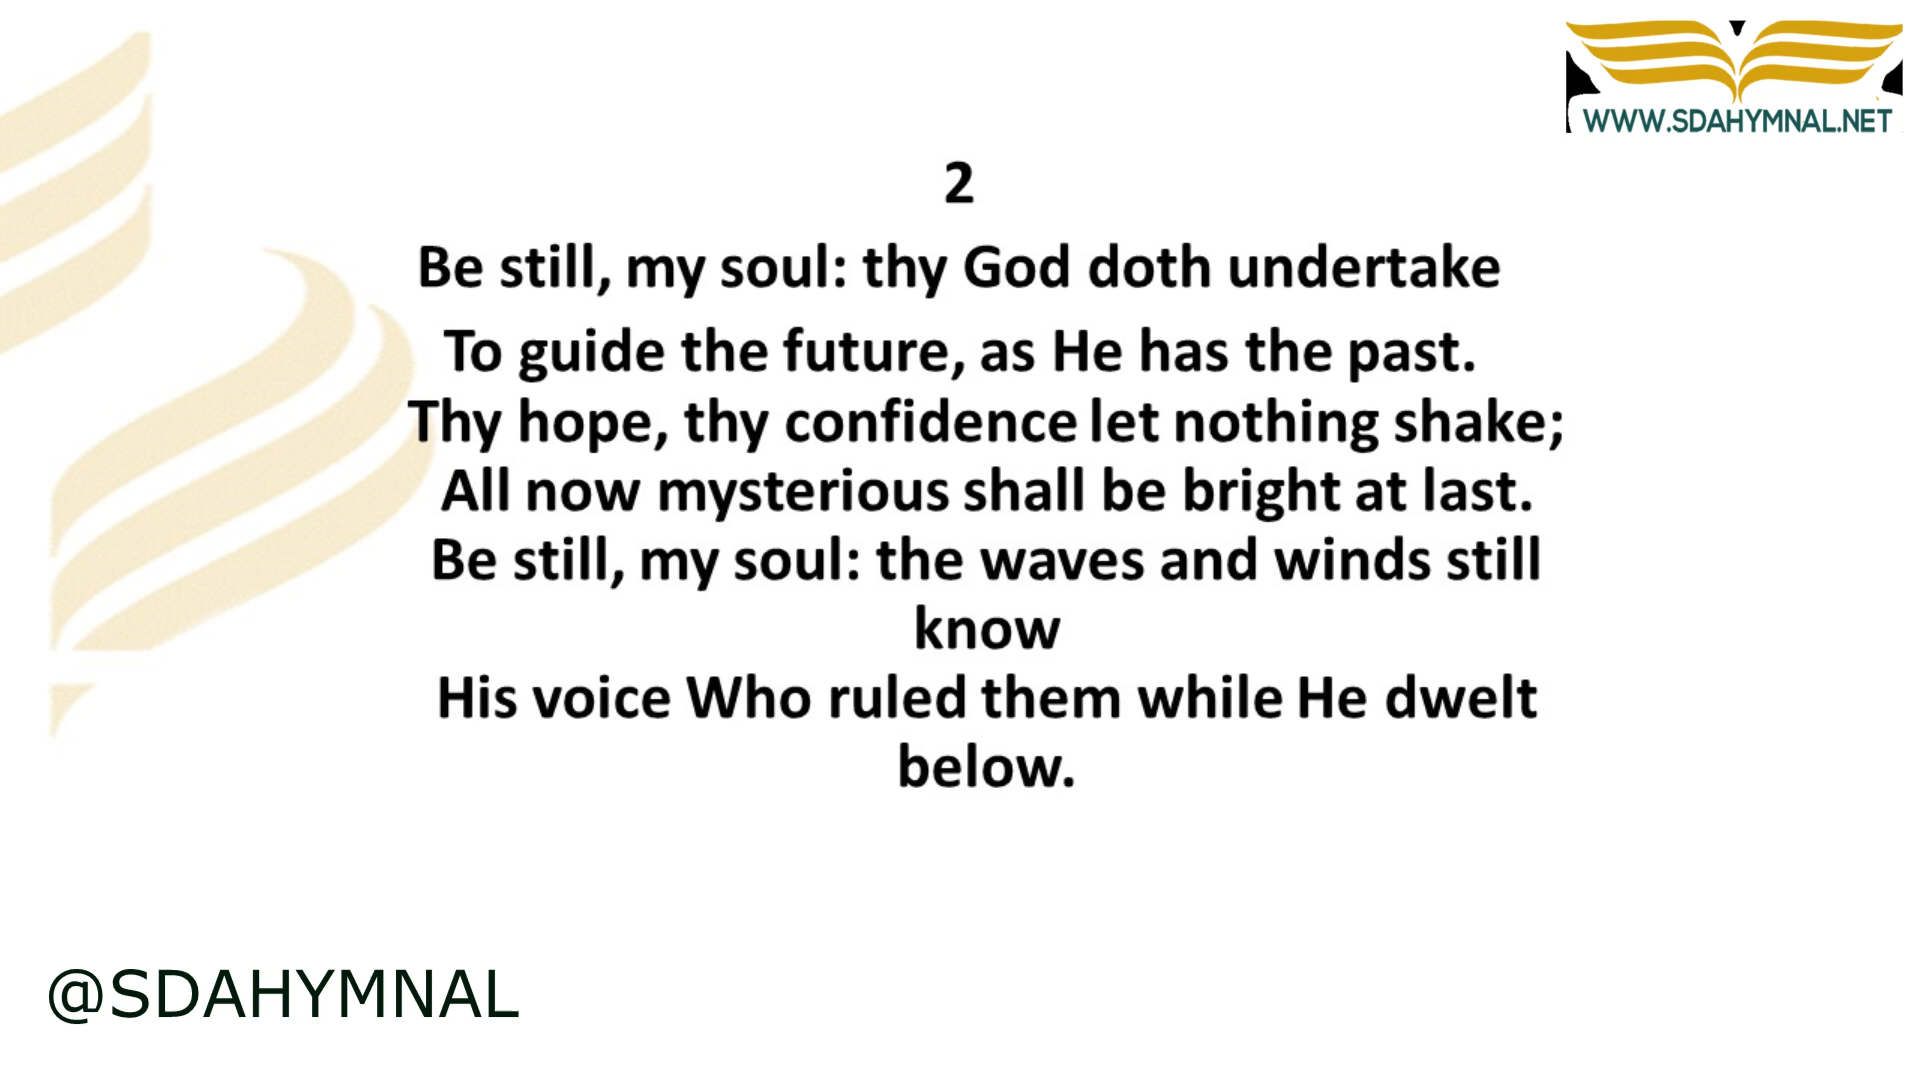 WWW.SDAHYMNAL.NET
2
Be still, my soul: thy God doth undertake
To guide the future, as He has the past.
Thy hope, thy confidence let nothing shake;
All now mysterious shall be bright at last.
Be still, my soul: the waves and winds still
know
His voice Who ruled them while He dwelt
below.
@SDAHYMNAL